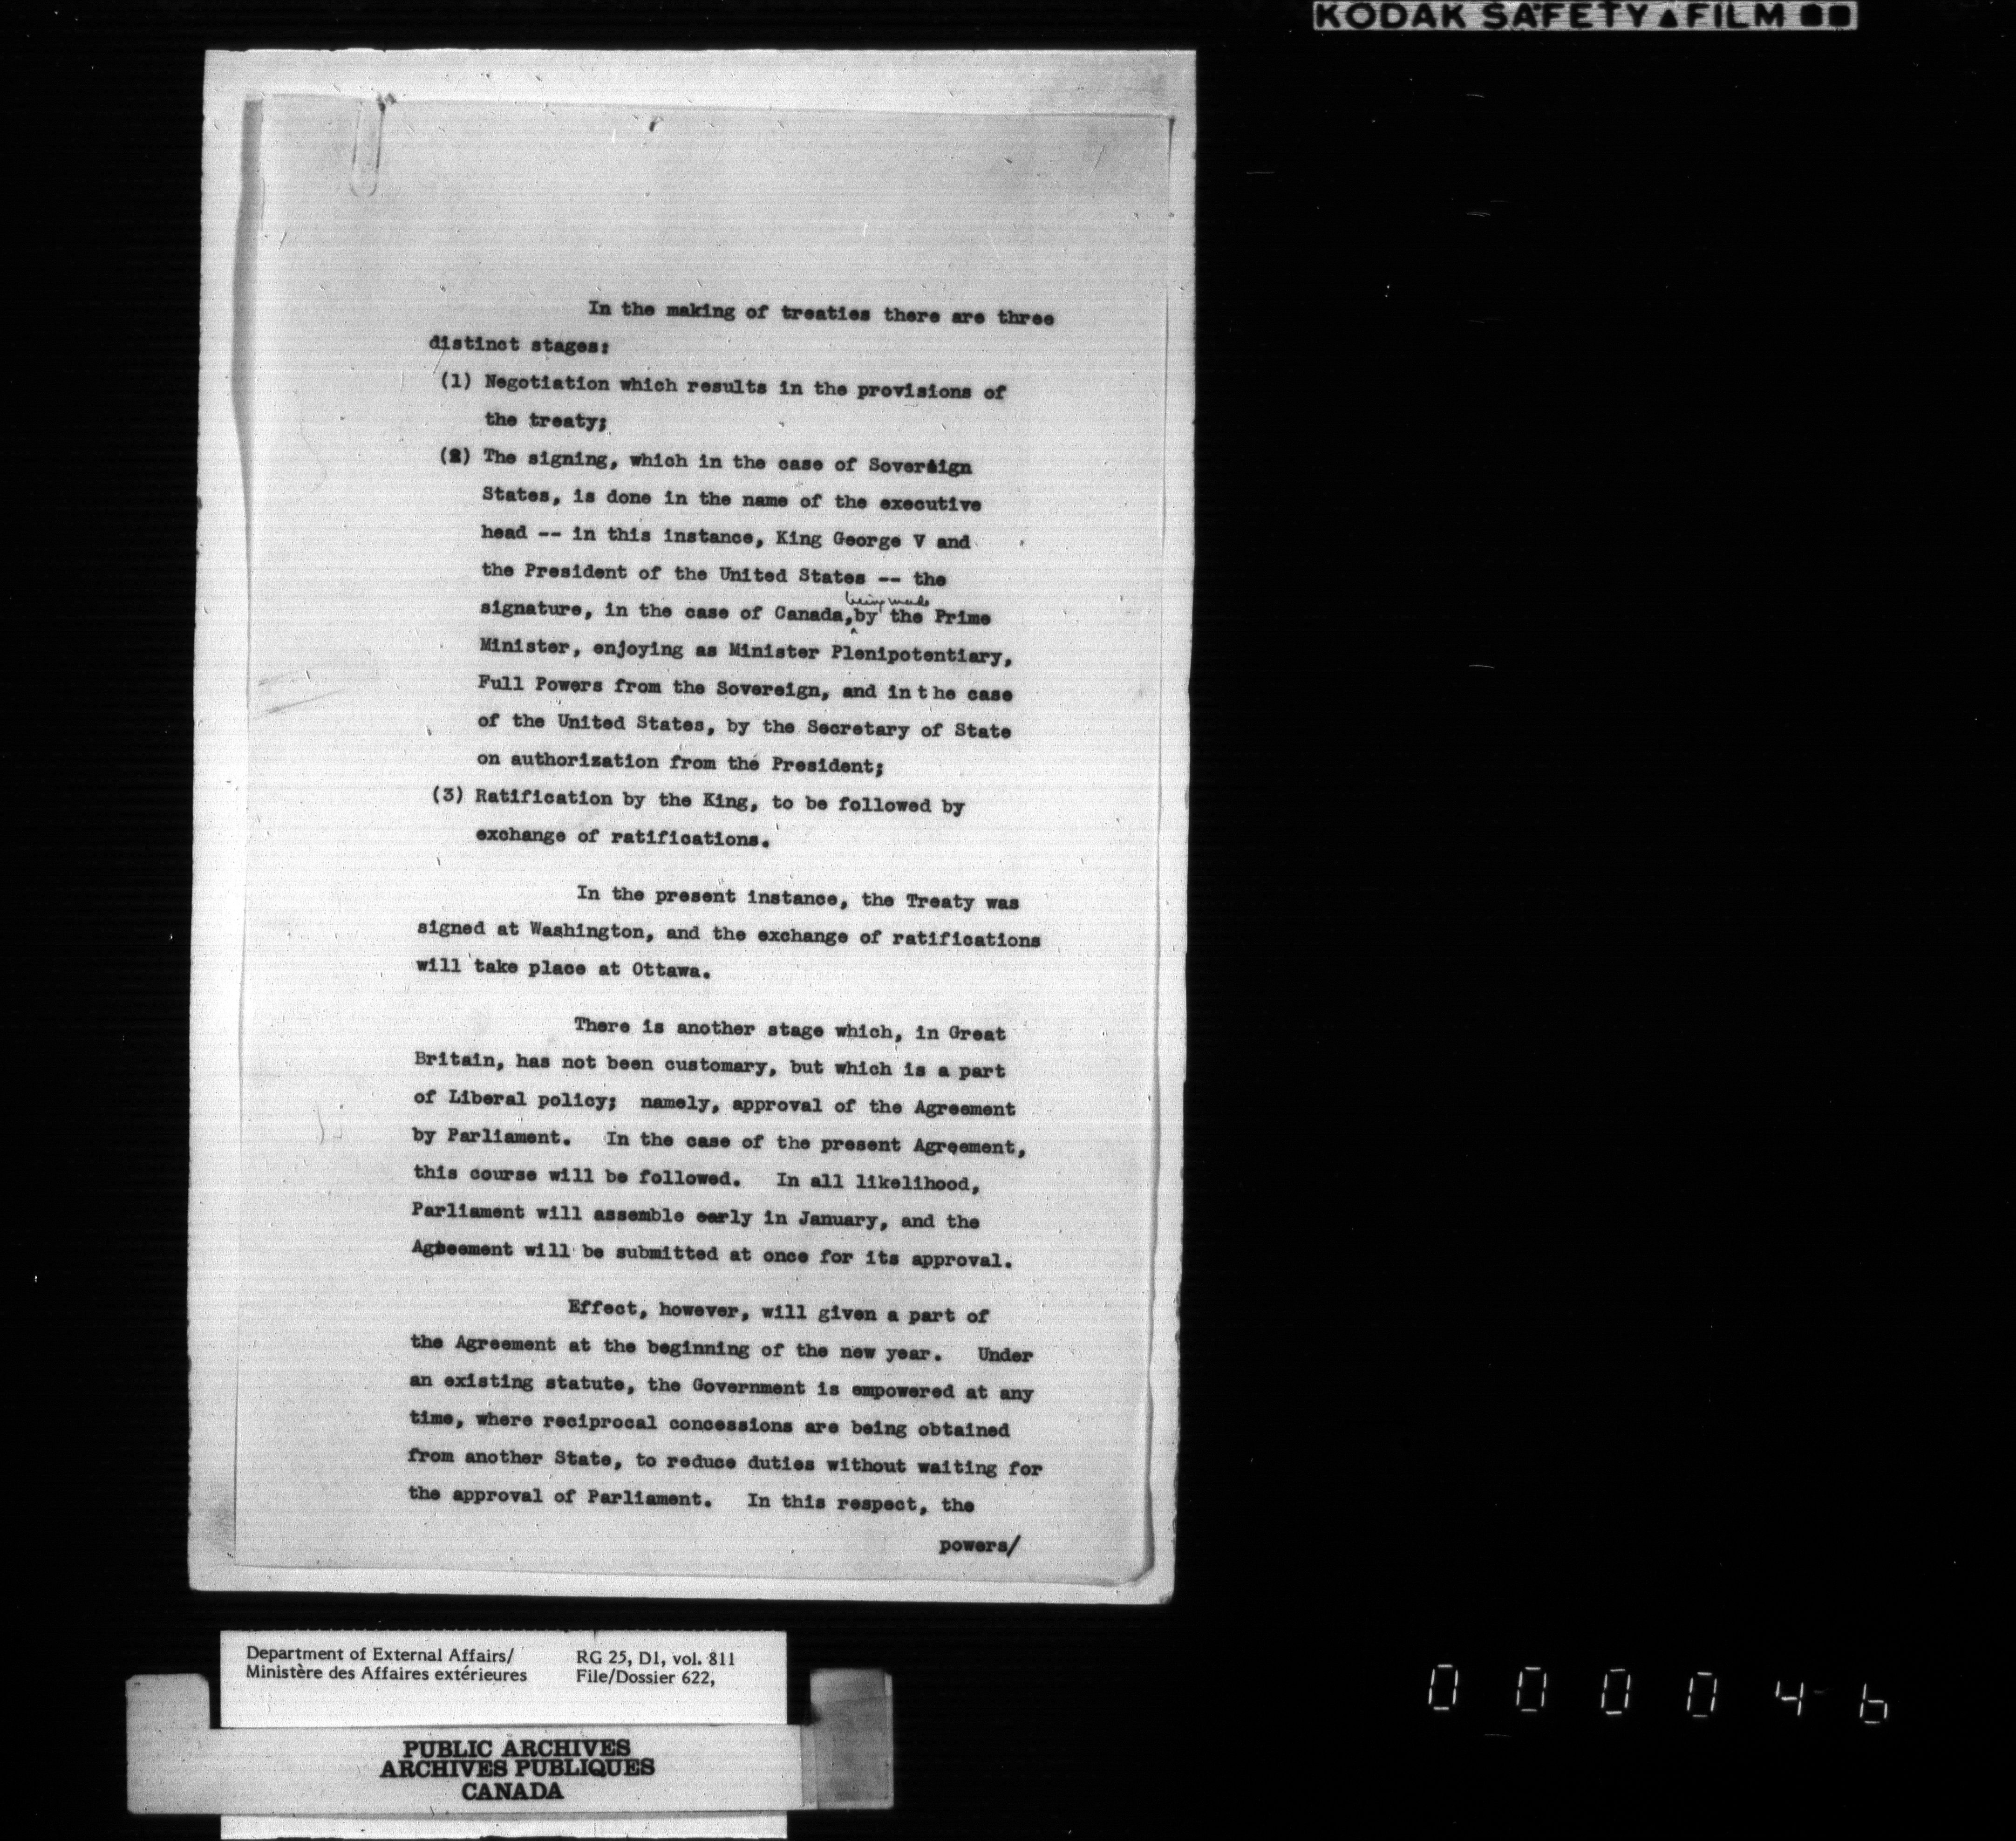 KODAK SAFETY ▲ FILM
In the making of treaties there are three
distinct stages:
(1) Negotiation which results in the provisions of
the treaty;
(2) The signing, which in the case of Sovereign
States, is done in the name of the executive
head -- in this instance, King George V and
the President of the United States -- the
being made
signature, in the case of Canada, by the Prime
Minister, enjoying as Minister Plenipotentiary,
Full Powers from the Sovereign, and in the case
of the United States, by the Secretary of State
on authorization from the President;
(3) Ratification by the King, to be followed by
exchange of ratifications.
In the present instance, the Treaty was
signed at Washington, and the exchange of ratifications
will take place at Ottawa.
There is another stage which, in Great
Britain, has not been customary, but which is a part
of Liberal policy; namely, approval of the Agreement
by Parliament. In the case of the present Agreement,
this course will be followed. In all likelihood,
Parliament will assemble early in January, and the
Agreement will be submitted at once for its approval.
Effect, however, will given a part of
the Agreement at the beginning of the new year. Under
an existing statute, the Government is empowered at any
time, where reciprocal concessions are being obtained
from another State, to reduce duties without waiting for
the approval of Parliament. In this respect, the
powers/
Department of External Affairs/ RG 25, D1, vol. 811
Ministère des Affaires extérieures File/Dossier 622,
PUBLIC ARCHIVES
ARCHIVES PUBLIQUES
CANADA
0 0 0 0 4 6